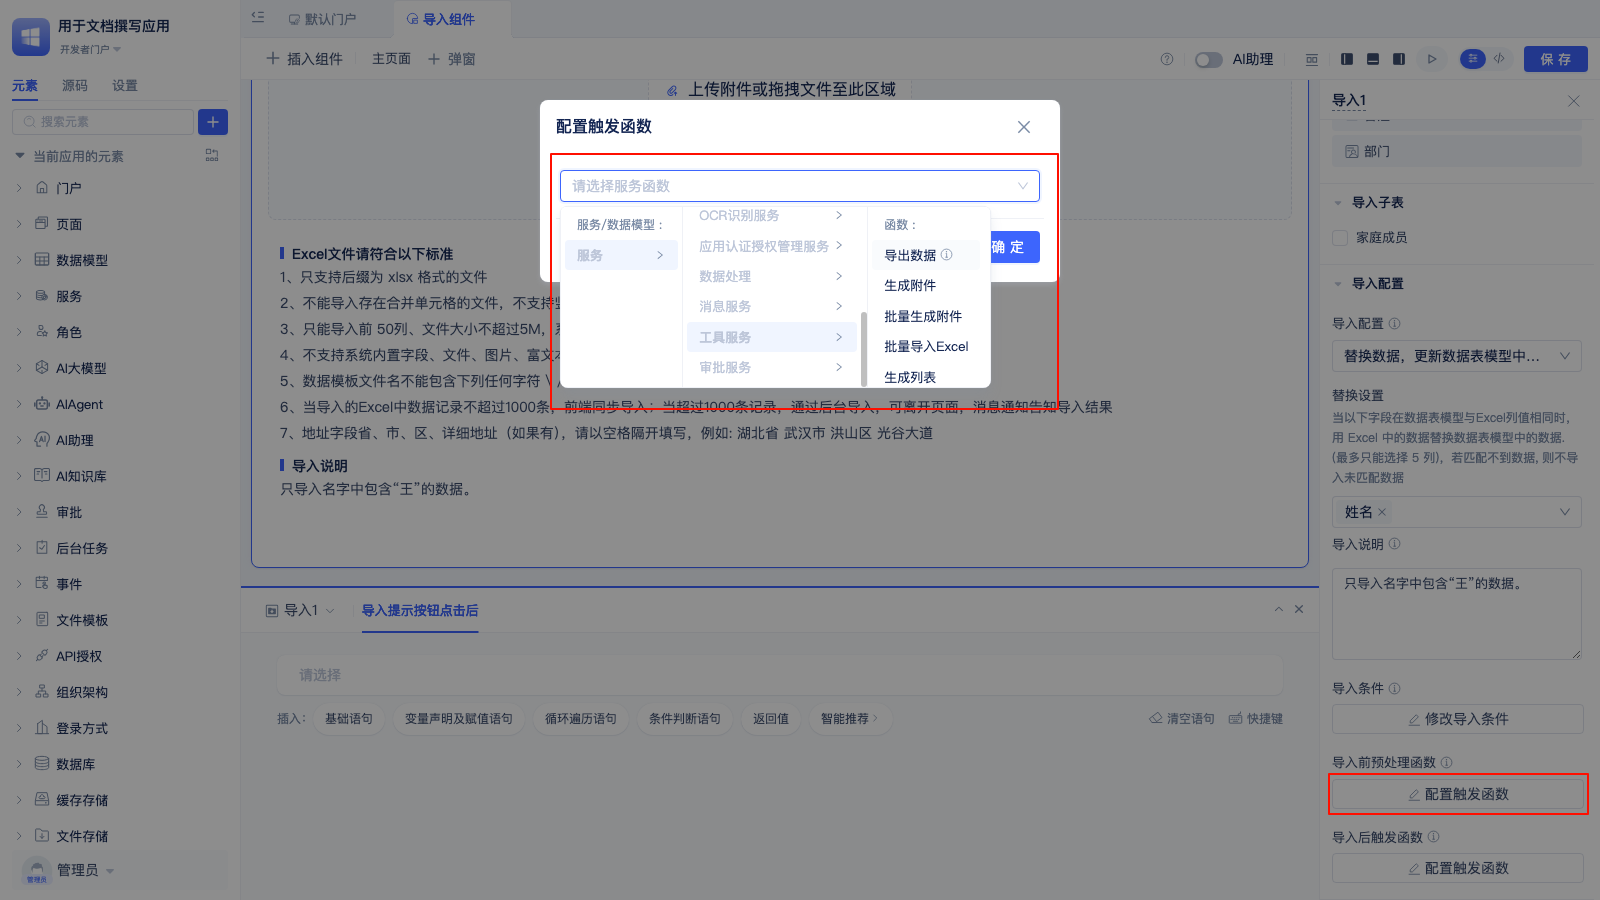 用于文档撰写应用
开发者门户
元素
源码
设置
搜索元素
当前应用的元素
门户
页面
数据模型
服务
角色
AI大模型
AIAgent
AI助理
AI知识库
审批
后台任务
事件
文件模板
API授权
组织架构
登录方式
数据库
缓存存储
文件存储
管理员
管理员
默认门户
导入组件
插入组件
主页面
弹窗
AI助理
保 存
上传附件或拖拽文件至此区域
配置触发函数
请选择服务函数
服务/数据模型：
服务
OCR识别服务
应用认证授权管理服务
数据处理
消息服务
工具服务
审批服务
函数：
导出数据
生成附件
批量生成附件
批量导入Excel
生成列表
确 定
Excel文件请符合以下标准
1、只支持后缀为 xlsx 格式的文件
2、不能导入存在合并单元格的文件，不支持
3、只能导入前 50列、文件大小不超过5M，
4、不支持系统内置字段、文件、图片、富文
5、数据模板文件名不能包含下列任何字符 \ /
6、当导入的Excel中数据记录不超过1000条，前端同步导入；当超过1000条记录，通过后台导入，可离开页面，消息通知告知导入结果
7、地址字段省、市、区、详细地址（如果有），请以空格隔开填写，例如: 湖北省 武汉市 洪山区 光谷大道
导入说明
只导入名字中包含“王”的数据。
导入1
导入提示按钮点击后
请选择
插入：
基础语句
变量声明及赋值语句
循环遍历语句
条件判断语句
返回值
智能推荐
清空语句
快捷键
导入1
部门
导入子表
家庭成员
导入配置
导入配置
替换数据，更新数据表模型中...
替换设置
当以下字段在数据表模型与Excel列值相同时，
用 Excel 中的数据替换数据表模型中的数据.
(最多只能选择 5 列)，若匹配不到数据, 则不导
入未匹配数据
姓名
导入说明
只导入名字中包含“王”的数据。
导入条件
修改导入条件
导入前预处理函数
配置触发函数
导入后触发函数
配置触发函数